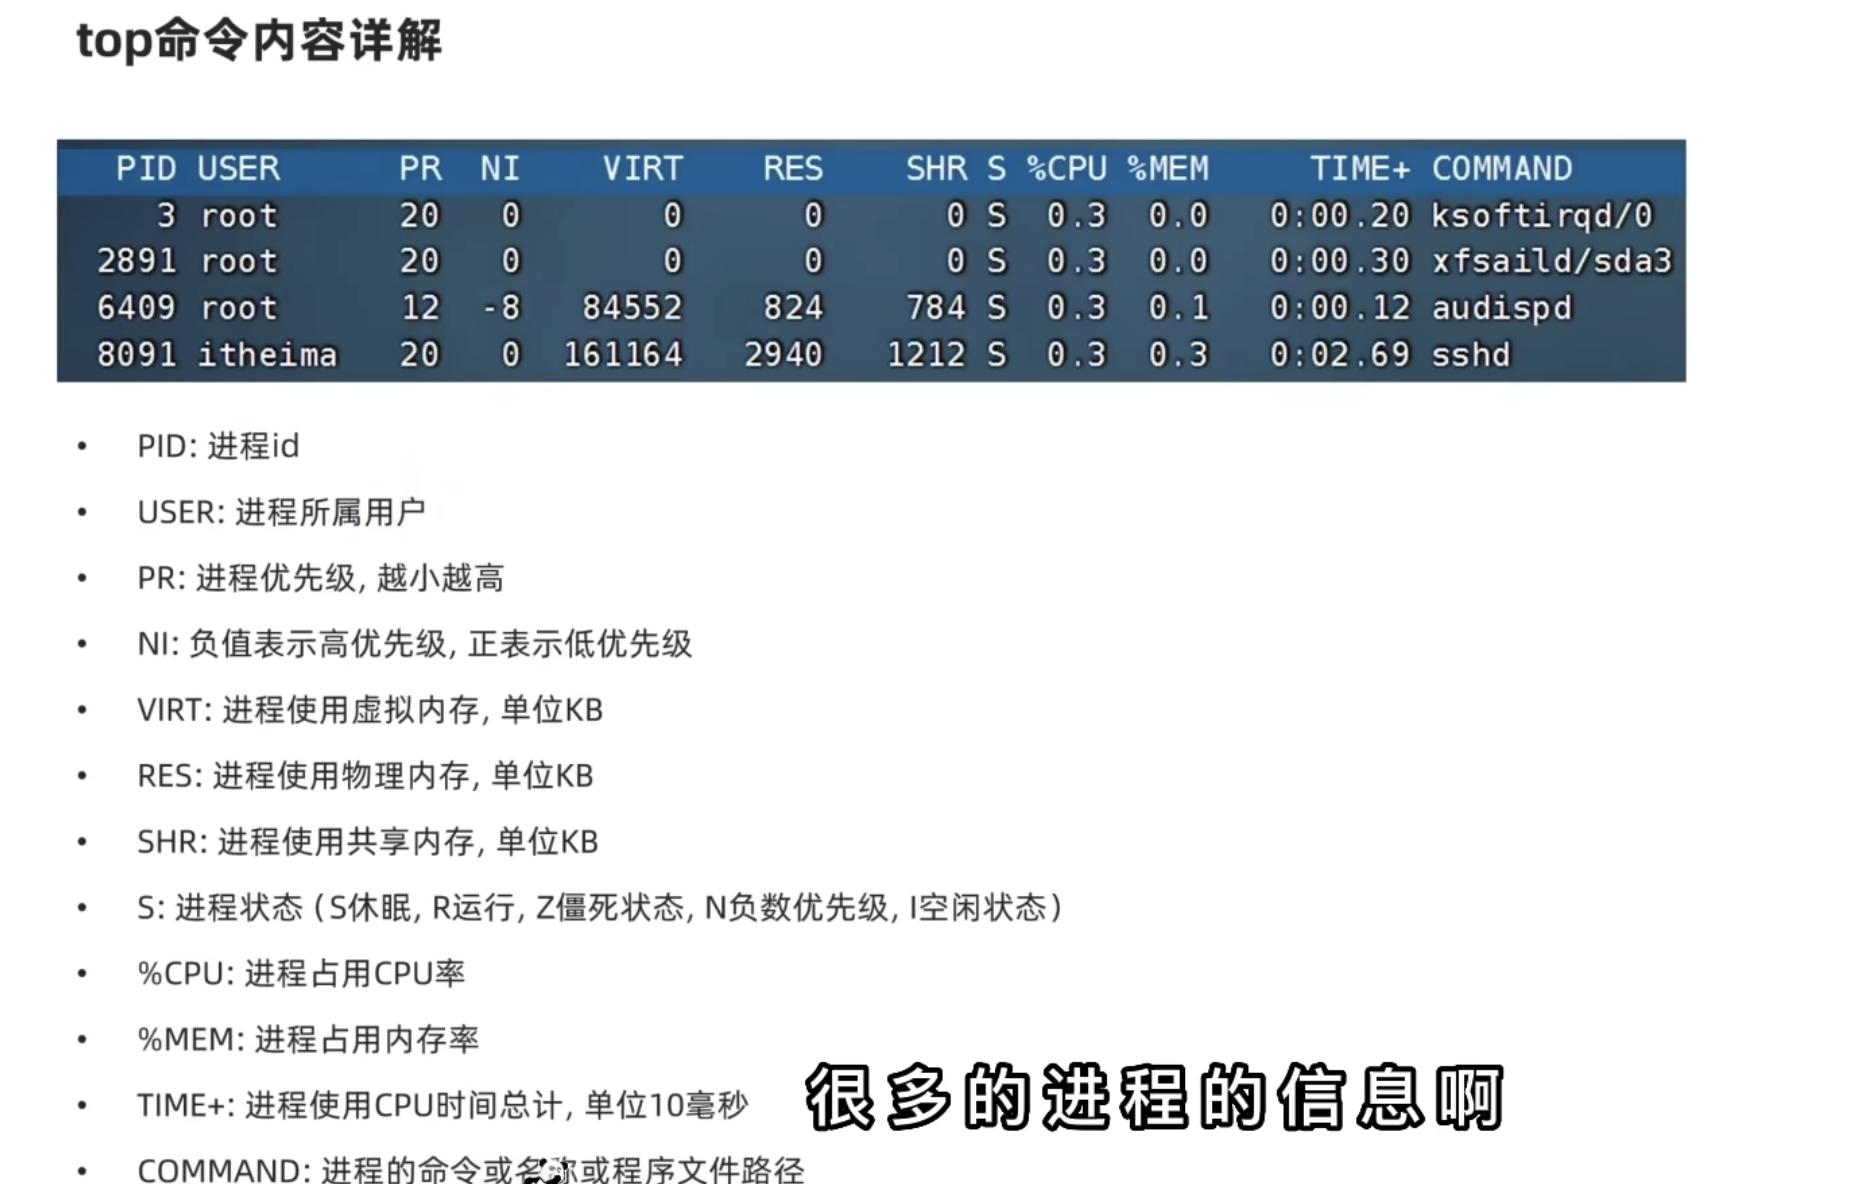 top命令内容详解
PID USER PR NI VIRT RES SHR S %CPU %MEM TIME+ COMMAND
3 root 20 0 0 0 0 S 0.3 0.0 0:00.20 ksoftirqd/0
2891 root 20 0 0 0 0 S 0.3 0.0 0:00.30 xfsaild/sda3
6409 root 12 -8 84552 824 784 S 0.3 0.1 0:00.12 audispd
8091 itheima 20 0 161164 2940 1212 S 0.3 0.3 0:02.69 sshd
• PID: 进程id
• USER: 进程所属用户
• PR: 进程优先级, 越小越高
• NI: 负值表示高优先级, 正表示低优先级
• VIRT: 进程使用虚拟内存, 单位KB
• RES: 进程使用物理内存, 单位KB
• SHR: 进程使用共享内存, 单位KB
• S: 进程状态 (S休眠, R运行, Z僵死状态, N负数优先级, I空闲状态)
• %CPU: 进程占用CPU率
• %MEM: 进程占用内存率
• TIME+: 进程使用CPU时间总计, 单位10毫秒
很多的进程的信息啊
• COMMAND: 进程的命令或名称或程序文件路径